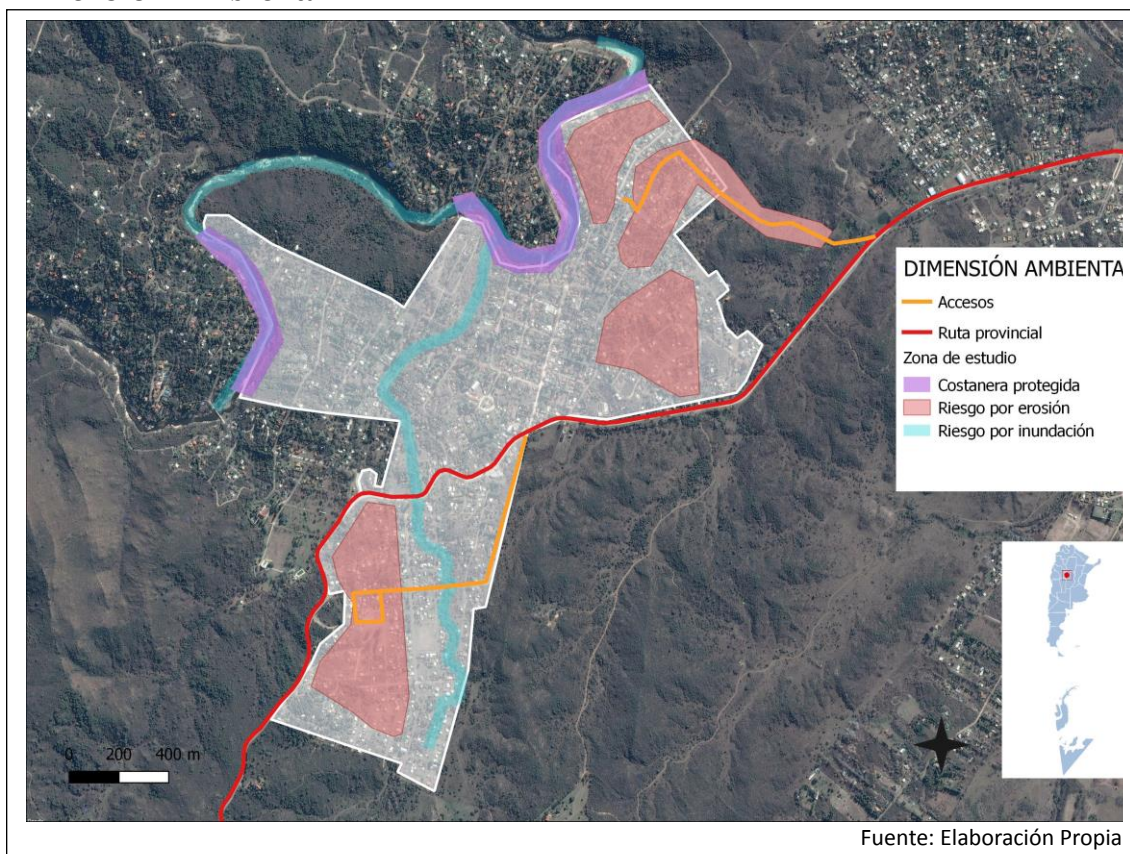 DIMENSIÓN AMBIENTA
Accesos
Ruta provincial
Zona de estudio
Costanera protegida
Riesgo por erosión
Riesgo por inundación
0 200 400 m
Fuente: Elaboración Propia